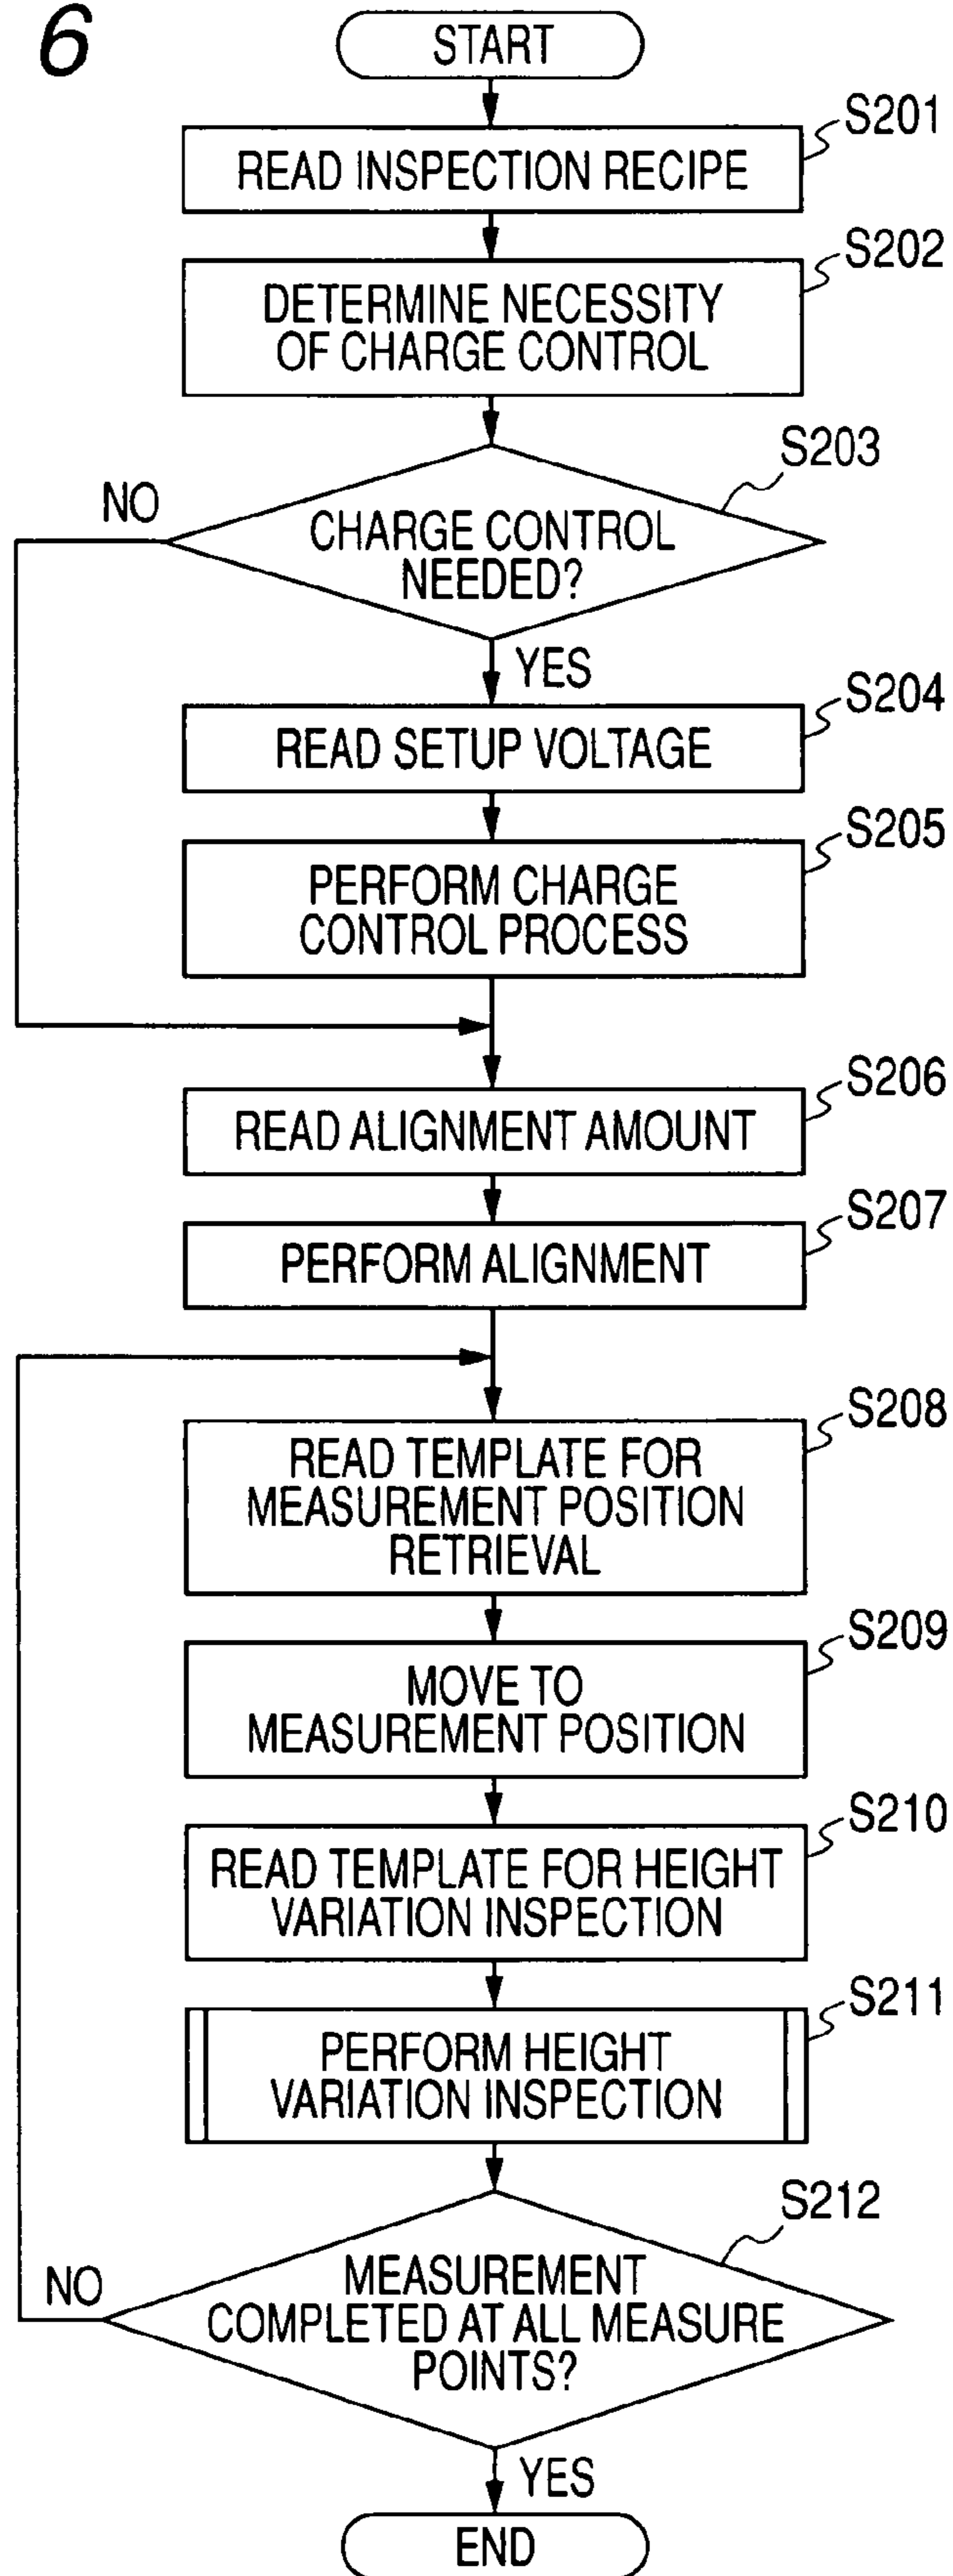 6
START
S201
READ INSPECTION RECIPE
S202
DETERMINE NECESSITY
OF CHARGE CONTROL
S203
NO
CHARGE CONTROL
NEEDED?
YES
S204
READ SETUP VOLTAGE
S205
PERFORM CHARGE
CONTROL PROCESS
S206
READ ALIGNMENT AMOUNT
S207
PERFORM ALIGNMENT
S208
READ TEMPLATE FOR
MEASUREMENT POSITION
RETRIEVAL
S209
MOVE TO
MEASUREMENT POSITION
S210
READ TEMPLATE FOR HEIGHT
VARIATION INSPECTION
S211
PERFORM HEIGHT
VARIATION INSPECTION
S212
NO
MEASUREMENT
COMPLETED AT ALL MEASURE
POINTS?
YES
END